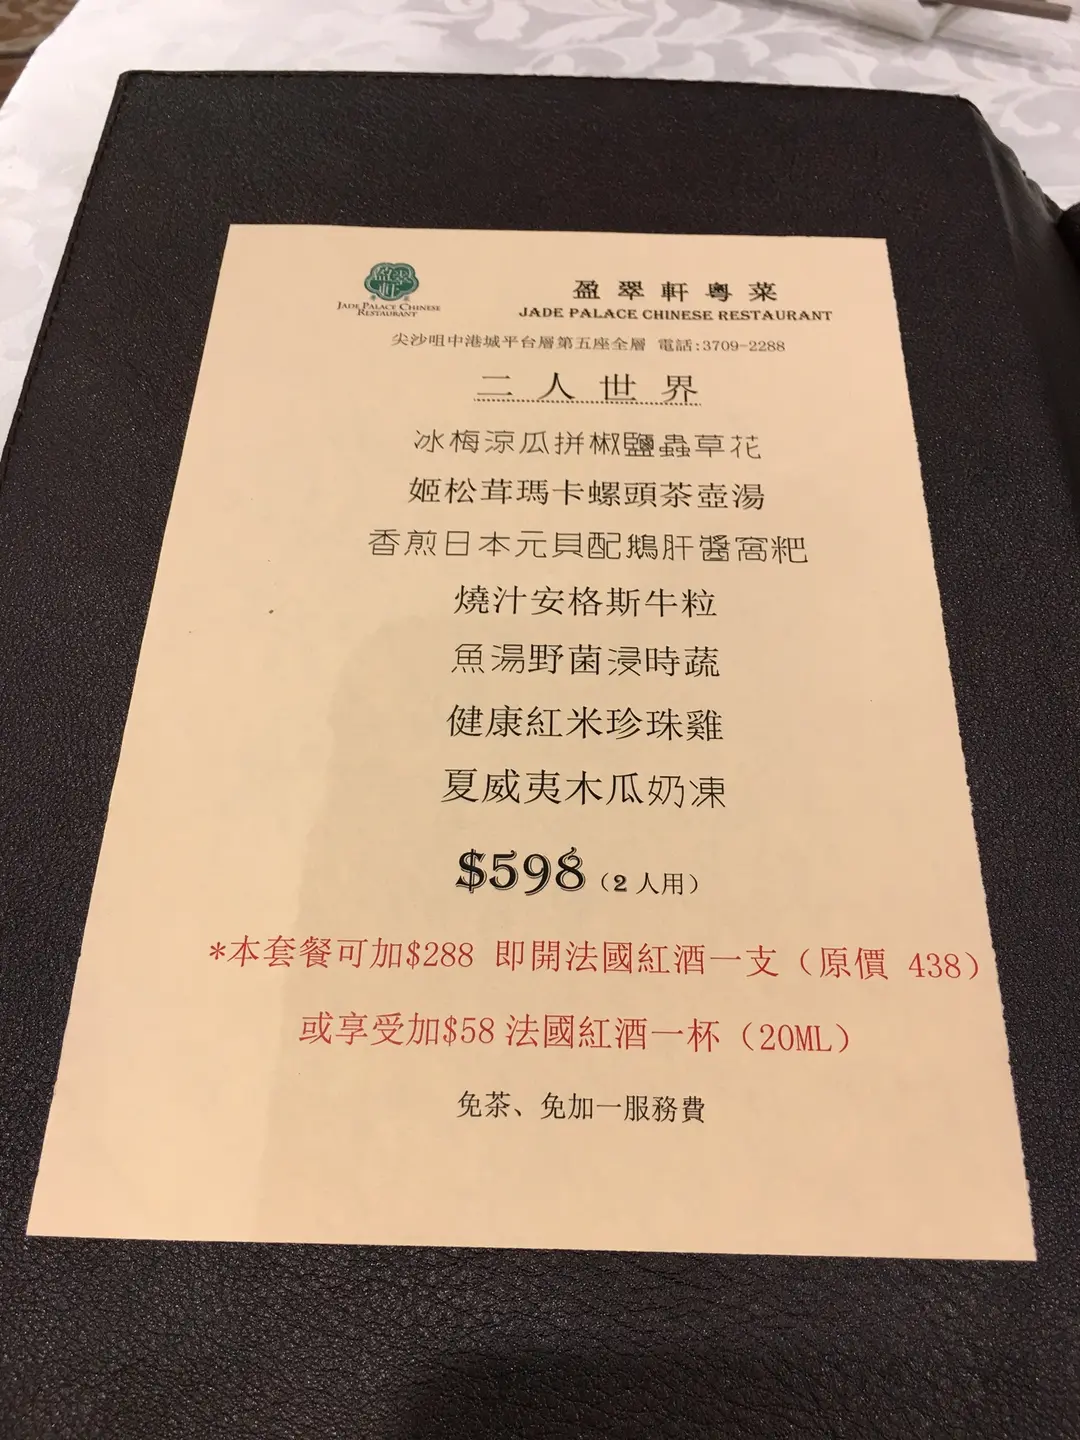 盈翠軒
JADE PALACE CHINESE
RESTAURANT
盈翠軒粵菜
JADE PALACE CHINESE RESTAURANT
尖沙咀中港城平台層第五座全層 電話:3709-2288
二人世界
冰梅涼瓜拼椒鹽蟲草花
姬松茸瑪卡螺頭茶壺湯
香煎日本元貝配鵝肝醬窩粑
燒汁安格斯牛粒
魚湯野菌浸時蔬
健康紅米珍珠雞
夏威夷木瓜奶凍
$598（2 人用）
*本套餐可加$288 即開法國紅酒一支（原價 438）
或享受加$58 法國紅酒一杯（20ML）
免茶、免加一服務費